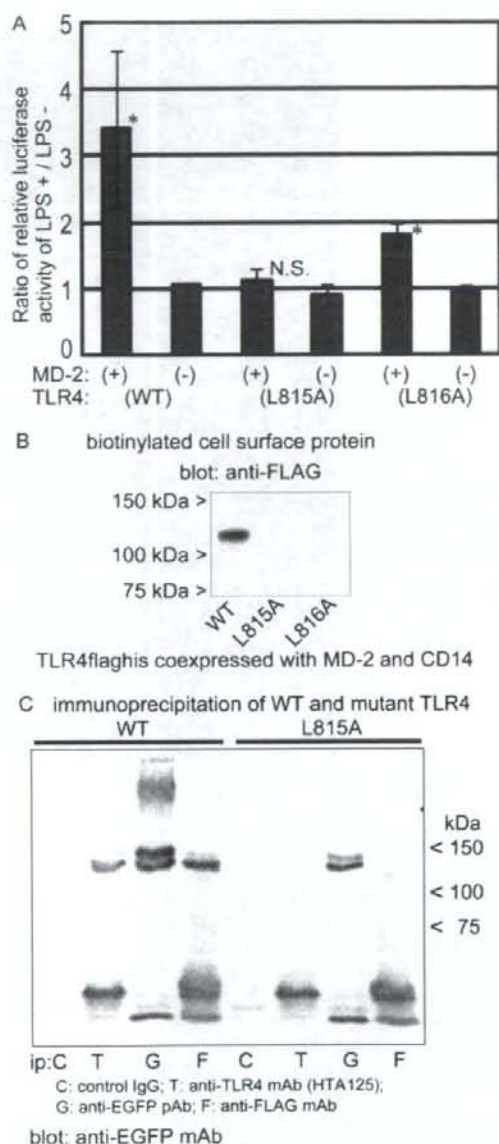 A
Ratio of relative luciferase
activity of LPS + / LPS -
5
4
3
2
1
0
*
N.S.
*
MD-2: (+) (-) (+) (-) (+) (-)
TLR4: (WT) (L815A) (L816A)
B biotinylated cell surface protein
blot: anti-FLAG
150 kDa >
100 kDa >
75 kDa >
WT L815A L816A
TLR4flaghis coexpressed with MD-2 and CD14
C immunoprecipitation of WT and mutant TLR4
WT L815A
kDa
< 150
< 100
< 75
ip:C T G F C T G F
C: control IgG; T: anti-TLR4 mAb (HTA125);
G: anti-EGFP pAb; F: anti-FLAG mAb
blot: anti-EGFP mAb